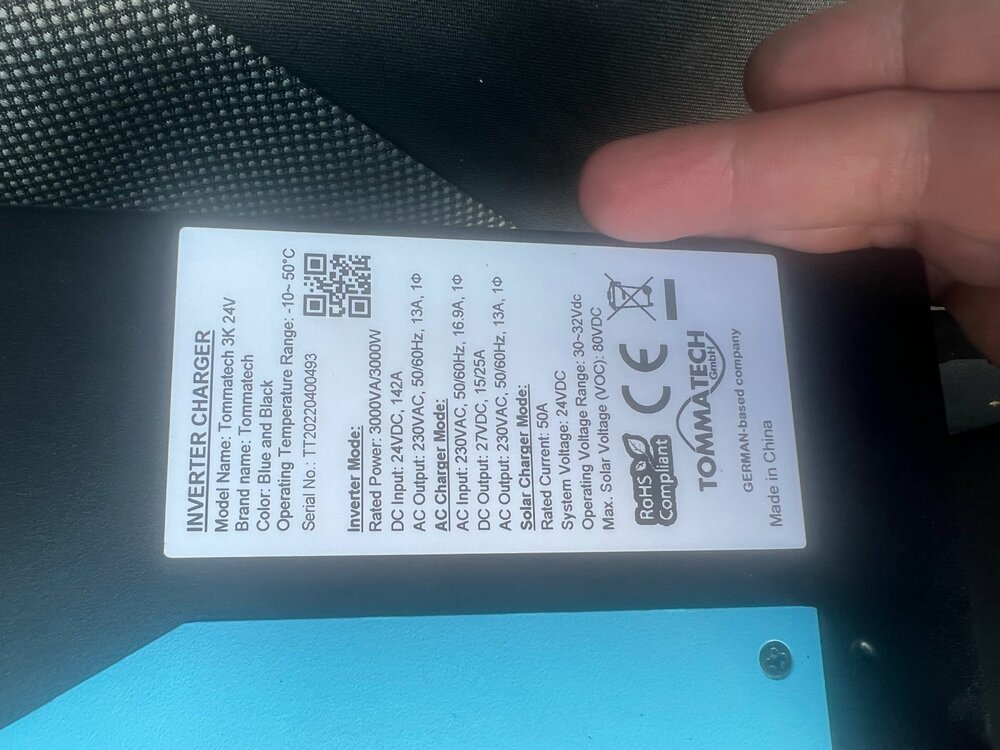 INVERTER CHARGER
Model Name: Tommatech 3K 24V
Brand name: Tommatech
Color: Blue and Black
Operating Temperature Range: -10~ 50°C
Serial No.: TT20220400493
Inverter Mode:
Rated Power: 3000VA/3000W
DC Input: 24VDC, 142A
AC Output: 230VAC, 50/60Hz, 13A, 1Φ
AC Charger Mode:
AC Input: 230VAC, 50/60Hz, 16.9A, 1Φ
DC Output: 27VDC, 15/25A
AC Output: 230VAC, 50/60Hz, 13A, 1Φ
Solar Charger Mode:
Rated Current: 50A
System Voltage: 24VDC
Operating Voltage Range: 30~32Vdc
Max. Solar Voltage (VOC): 80VDC
RoHS
Compliant
CE
TOMMATECH
GmbH
GERMAN-based company
Made in China